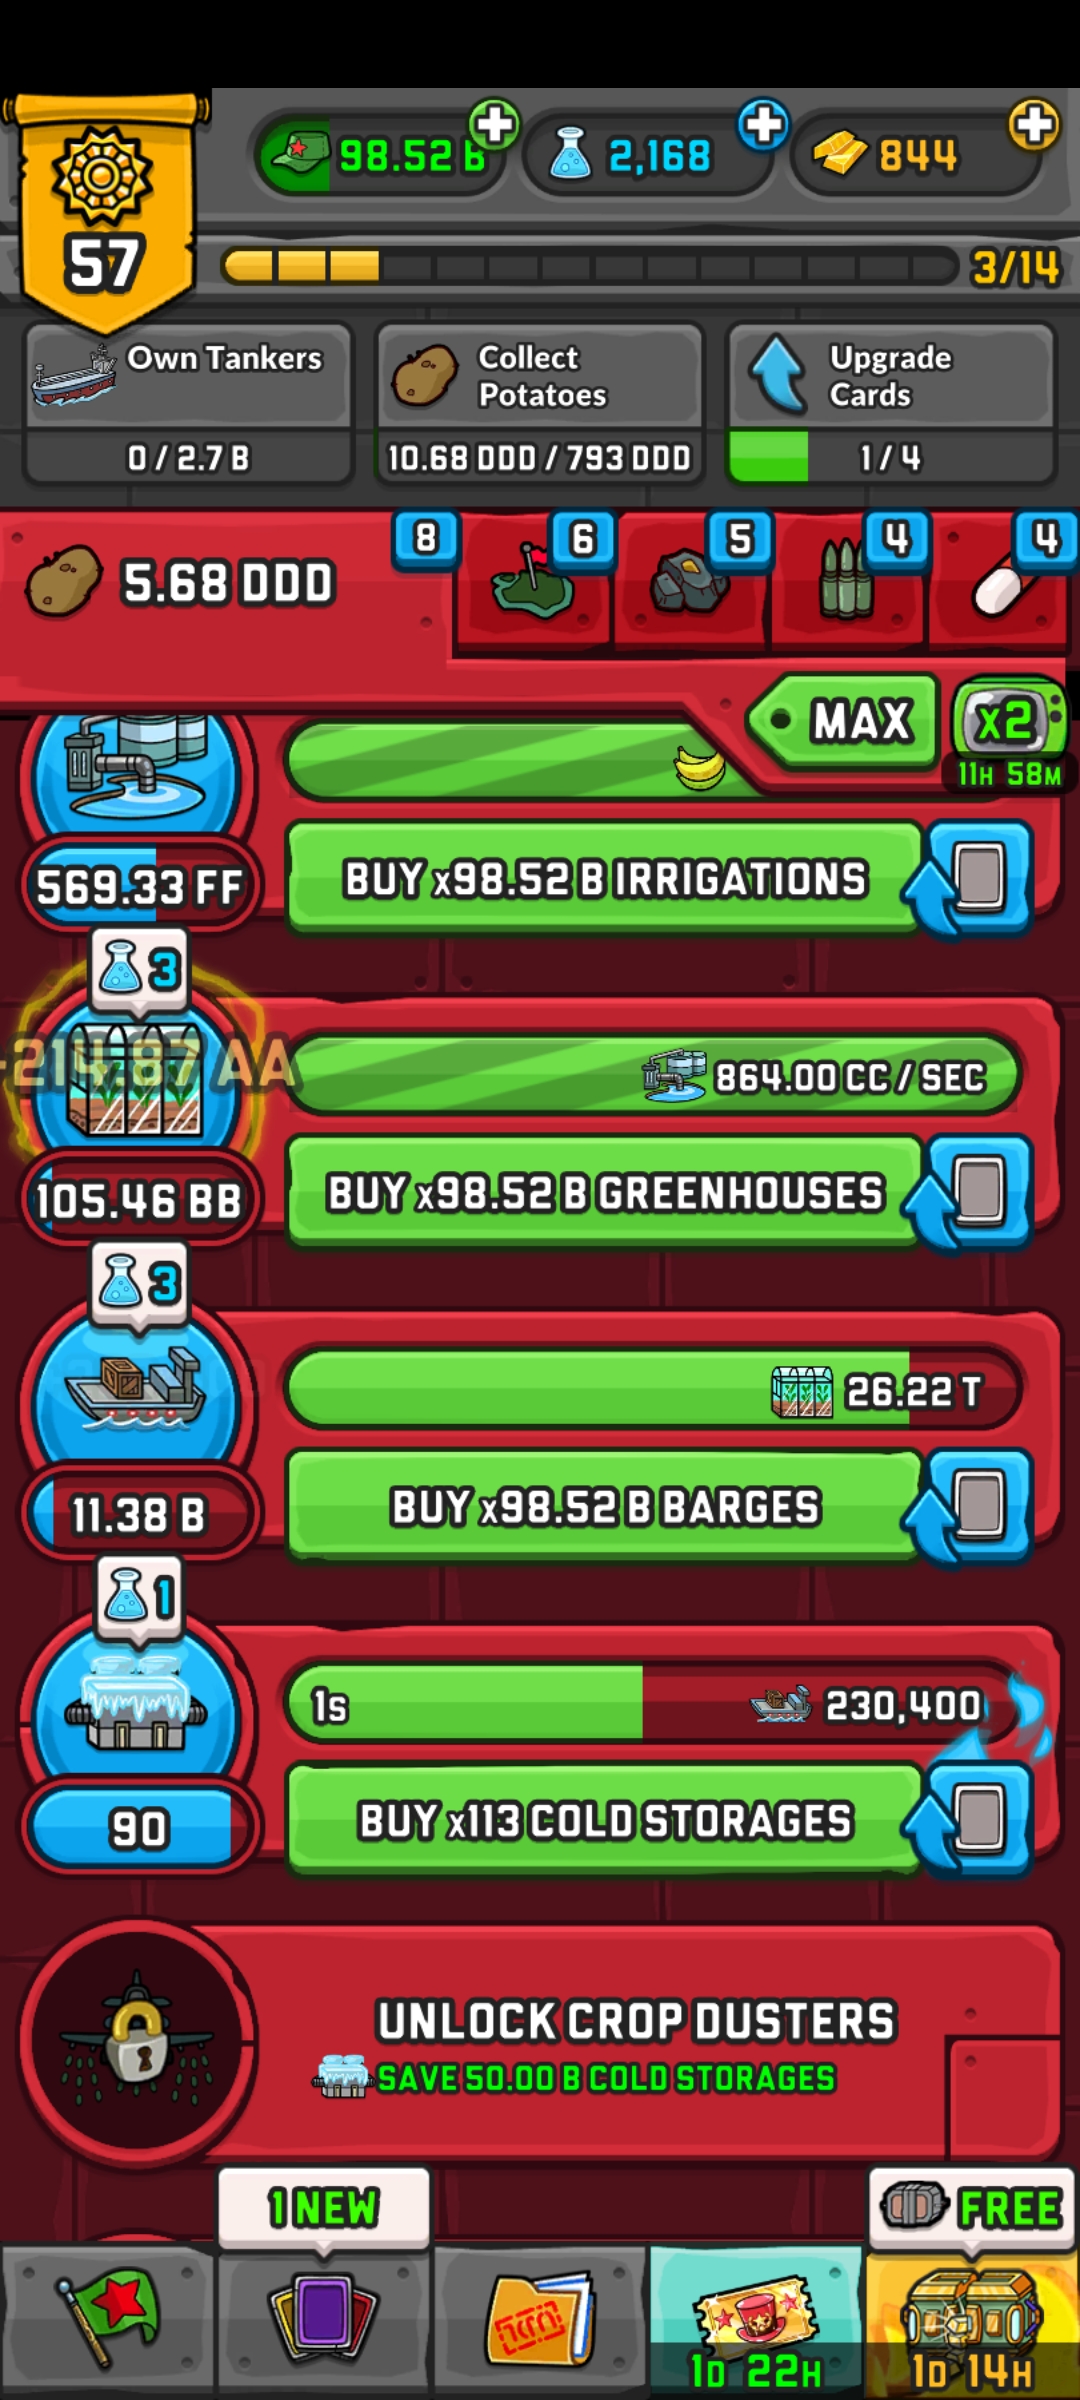 57
98.52 B
2,168
844
3/14
Own Tankers
0 / 2.7 B
Collect
Potatoes
10.68 DDD / 793 DDD
Upgrade
Cards
1 / 4
5.68 DDD
8
6
5
4
4
MAX
x2
11H 58M
569.33 FF
BUY x98.52 B IRRIGATIONS
3
-214.87 AA
864.00 CC / SEC
105.46 BB
BUY x98.52 B GREENHOUSES
3
26.22 T
11.38 B
BUY x98.52 B BARGES
1
1s
230,400
90
BUY x113 COLD STORAGES
UNLOCK CROP DUSTERS
SAVE 50.00 B COLD STORAGES
1 NEW
FREE
1D 22H
1D 14H